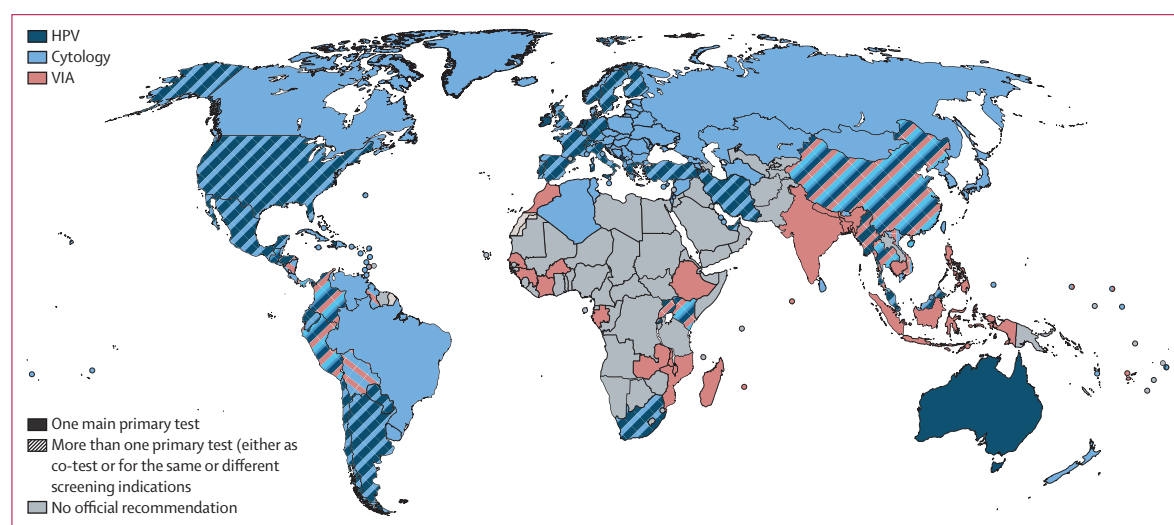 HPV
Cytology
VIA
One main primary test
More than one primary test (either as
co-test or for the same or different
screening indications
No official recommendation